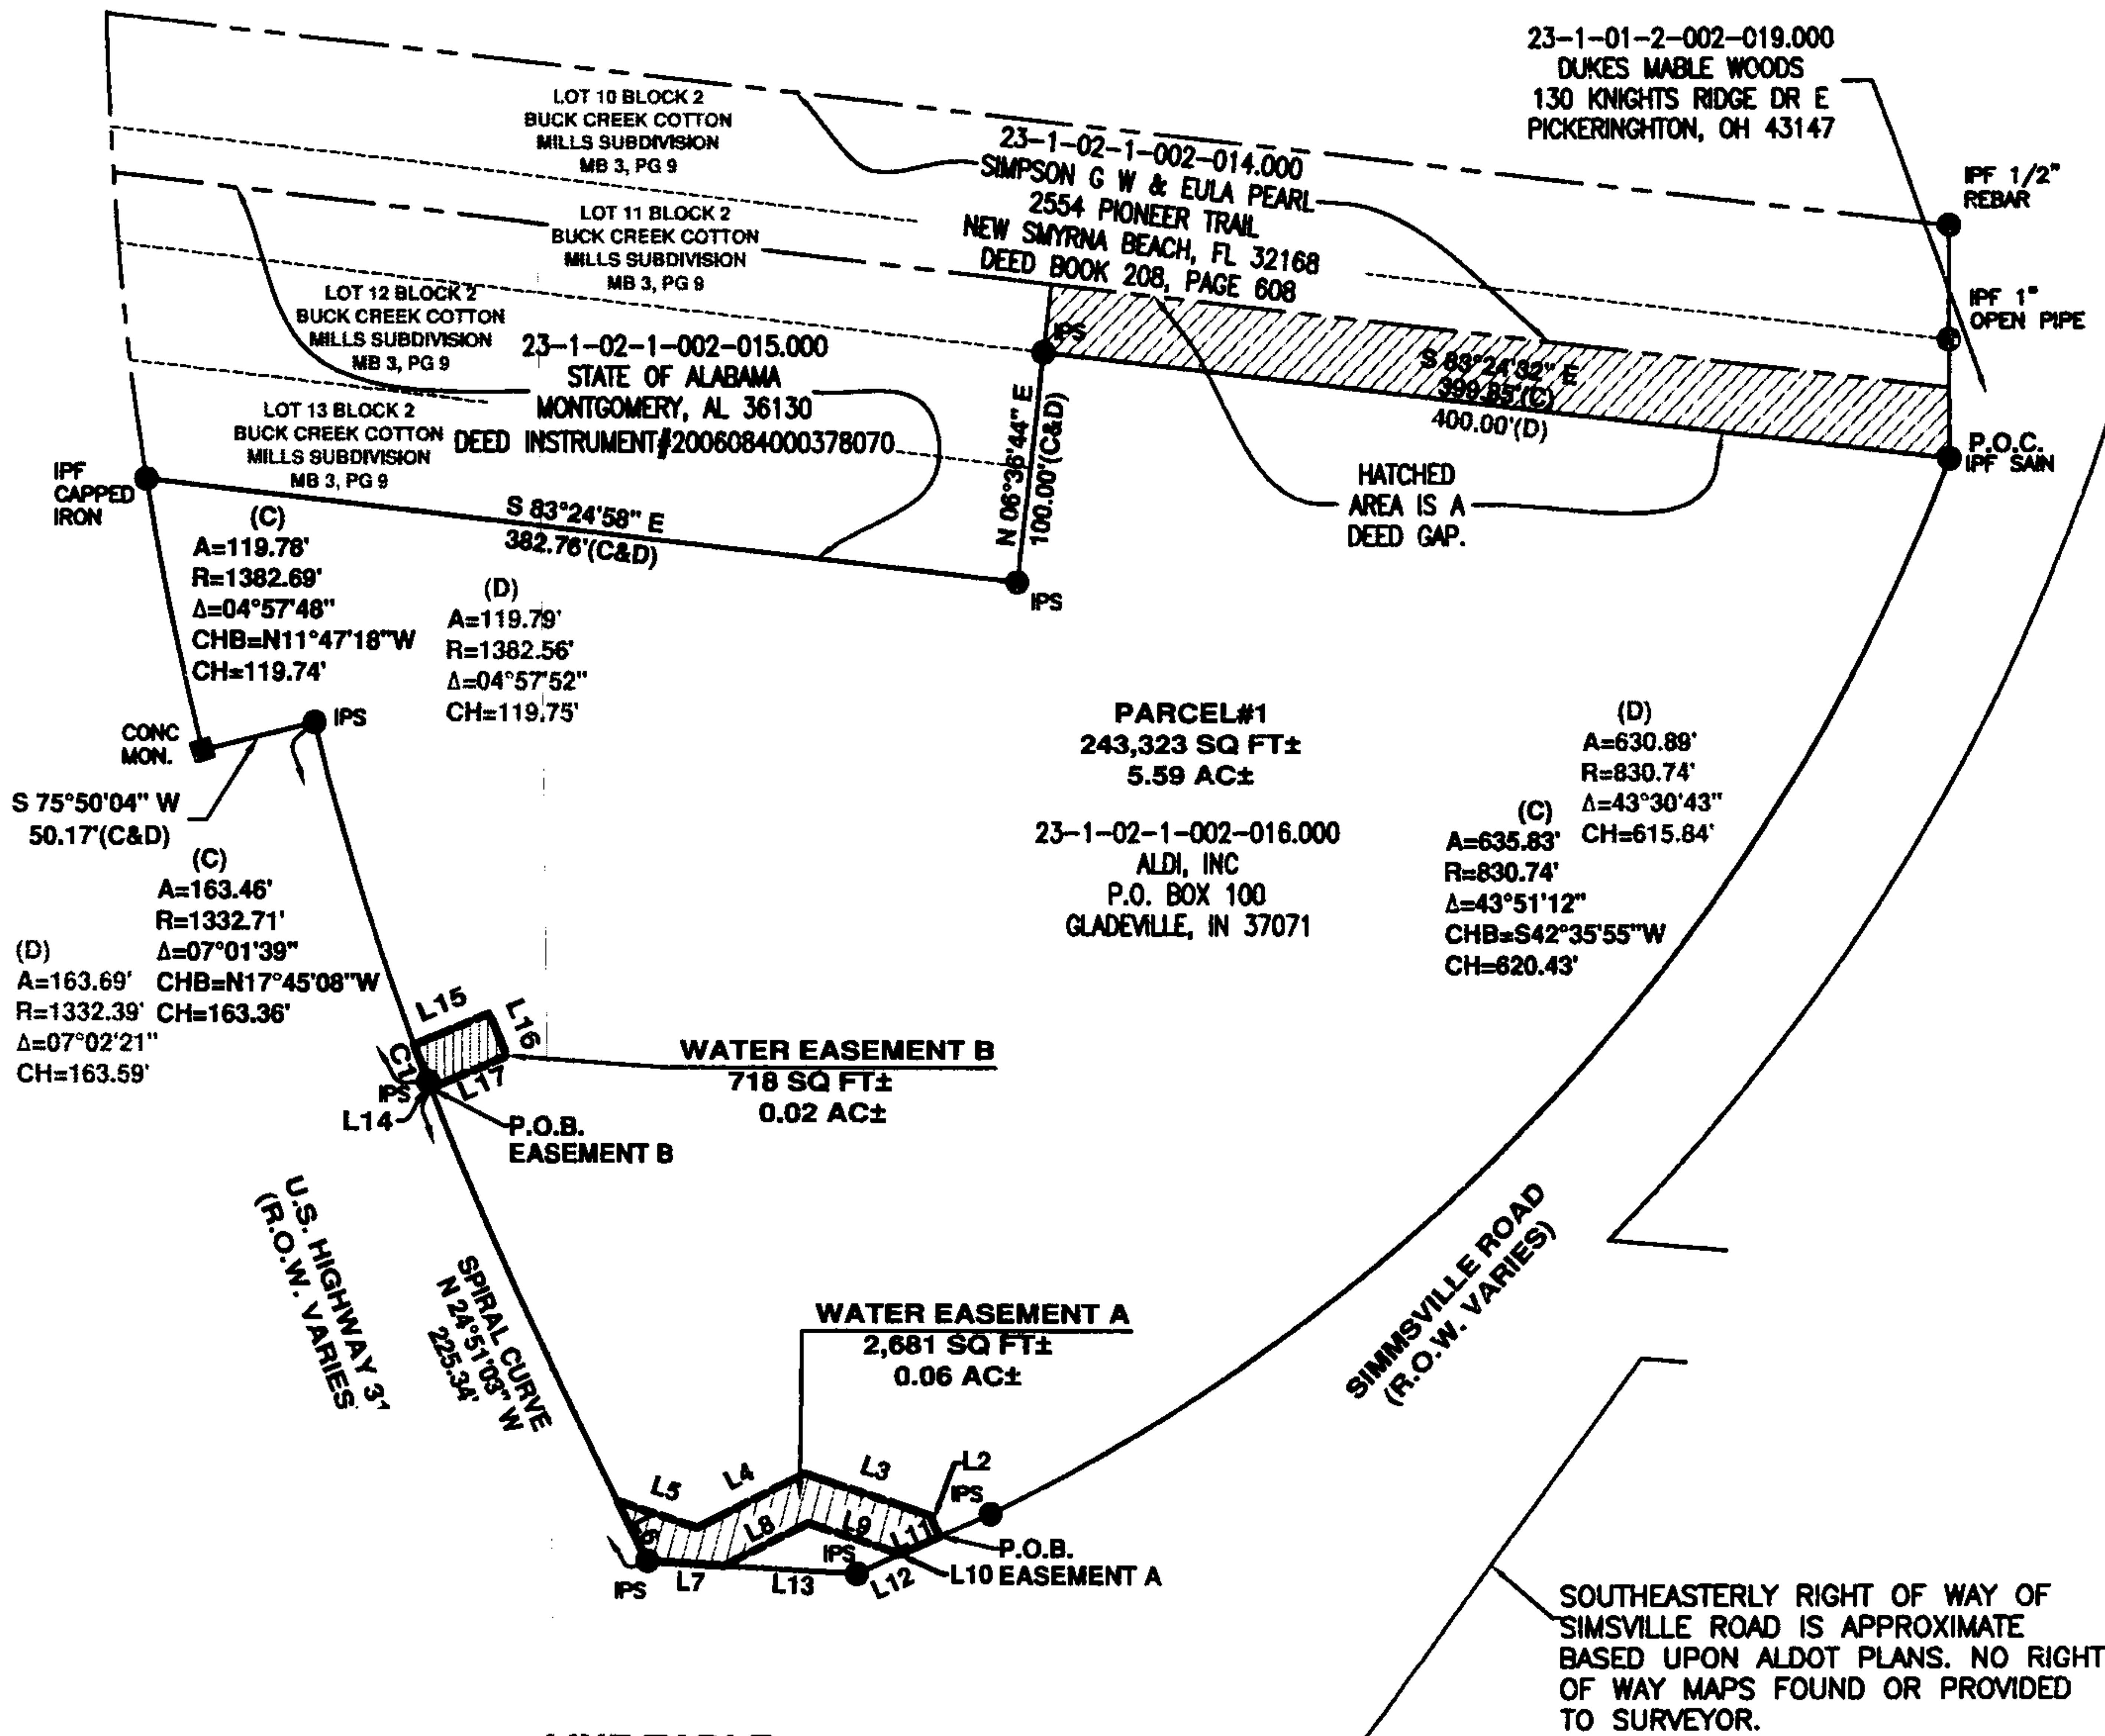 23-1-01-2-002-019.000
DUKES MABLE WOODS
130 KNIGHTS RIDGE DR E
PICKERINGHTON, OH 43147
LOT 10 BLOCK 2
BUCK CREEK COTTON
MILLS SUBDIVISION
MB 3, PG 9
23-1-02-1-002-014.000
SIMPSON G W & EULA PEARL
2554 PIONEER TRAIL
NEW SMYRNA BEACH, FL 32168
DEED BOOK 208, PAGE 608
IPF 1/2"
REBAR
LOT 11 BLOCK 2
BUCK CREEK COTTON
MILLS SUBDIVISION
MB 3, PG 9
IPF 1"
OPEN PIPE
LOT 12 BLOCK 2
BUCK CREEK COTTON
MILLS SUBDIVISION
MB 3, PG 9
23-1-02-1-002-015.000
STATE OF ALABAMA
MONTGOMERY, AL 36130
DEED INSTRUMENT#2006084000378070
IPS
S 83°24'32" E
399.85'(C)
400.00'(D)
LOT 13 BLOCK 2
BUCK CREEK COTTON
MILLS SUBDIVISION
MB 3, PG 9
N 06°36'44" E
100.00'(C&D)
P.O.C.
IPF SAIN
HATCHED
AREA IS A
DEED GAP.
IPF
CAPPED
IRON
S 83°24'58" E
382.76'(C&D)
IPS
(C)
A=119.78'
R=1382.69'
Δ=04°57'48"
CHB=N11°47'18"W
CH=119.74'
(D)
A=119.79'
R=1382.56'
Δ=04°57'52"
CH=119.75'
IPS
CONC
MON.
S 75°50'04" W
50.17'(C&D)
PARCEL#1
243,323 SQ FT±
5.59 AC±
23-1-02-1-002-016.000
ALDI, INC
P.O. BOX 100
GLADEVILLE, IN 37071
(D)
A=630.89'
R=830.74'
Δ=43°30'43"
CH=615.84'
(C)
A=635.83'
R=830.74'
Δ=43°51'12"
CHB=S42°35'55"W
CH=620.43'
(C)
A=163.46'
R=1332.71'
Δ=07°01'39"
CHB=N17°45'08"W
CH=163.36'
(D)
A=163.69'
R=1332.39'
Δ=07°02'21"
CH=163.59'
L15
L16
C1
L17
IPS
L14
WATER EASEMENT B
718 SQ FT±
0.02 AC±
P.O.B.
EASEMENT B
U.S. HIGHWAY 31
(R.O.W. VARIES
SPIRAL CURVE
N 24°51'03" W
225.34'
WATER EASEMENT A
2,681 SQ FT±
0.06 AC±
SIMMSVILLE ROAD
(R.O.W. VARIES)
L5
L4
L3
L2
IPS
L6
L8
L9
L11
IPS
P.O.B.
L10 EASEMENT A
IPS
L7
L13
L12
SOUTHEASTERLY RIGHT OF WAY OF
SIMSVILLE ROAD IS APPROXIMATE
BASED UPON ALDOT PLANS. NO RIGHT
OF WAY MAPS FOUND OR PROVIDED
TO SURVEYOR.